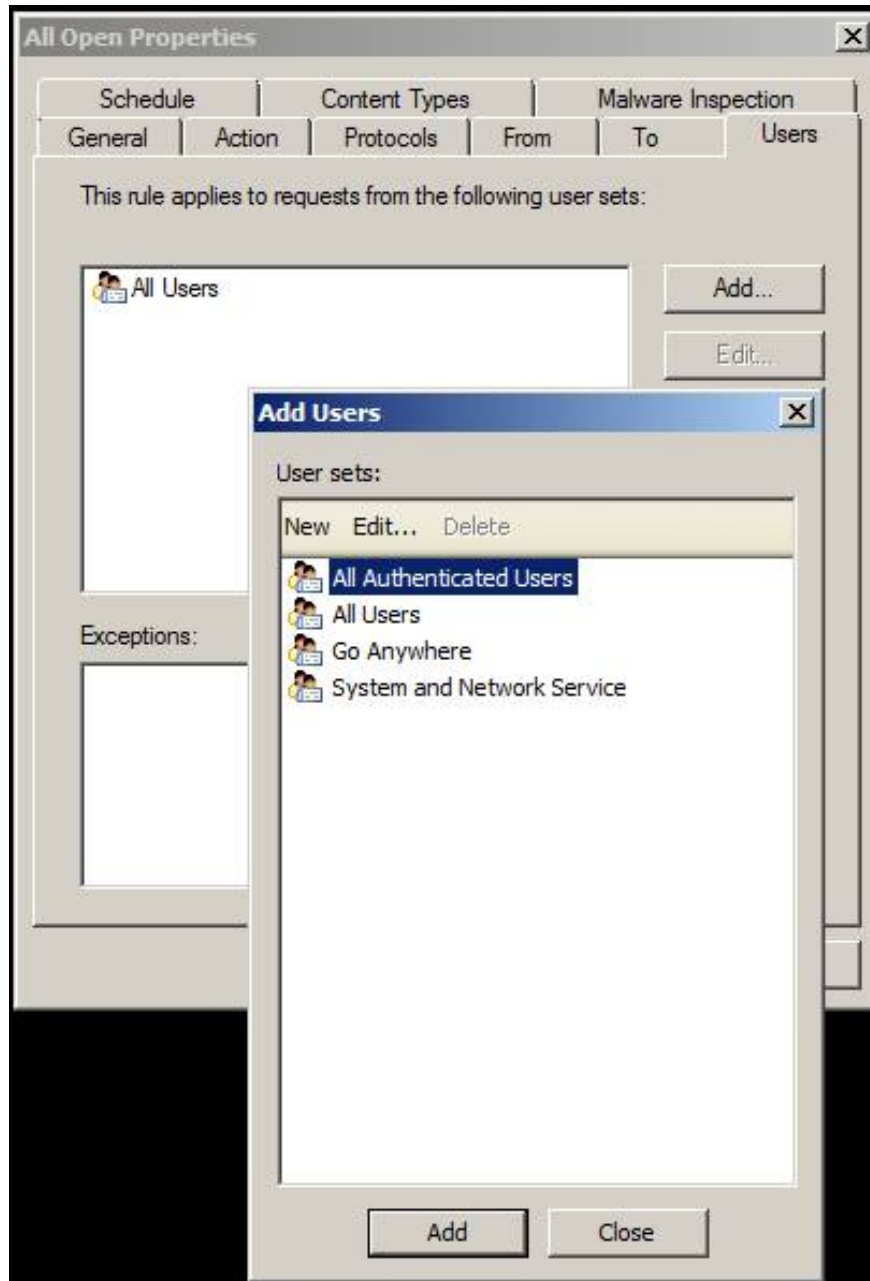 All Open Properties
Schedule Content Types Malware Inspection
General Action Protocols From To Users
This rule applies to requests from the following user sets:
All Users
Add...
Edit...
Exceptions:
Add Users
User sets:
New Edit... Delete
All Authenticated Users
All Users
Go Anywhere
System and Network Service
Add Close